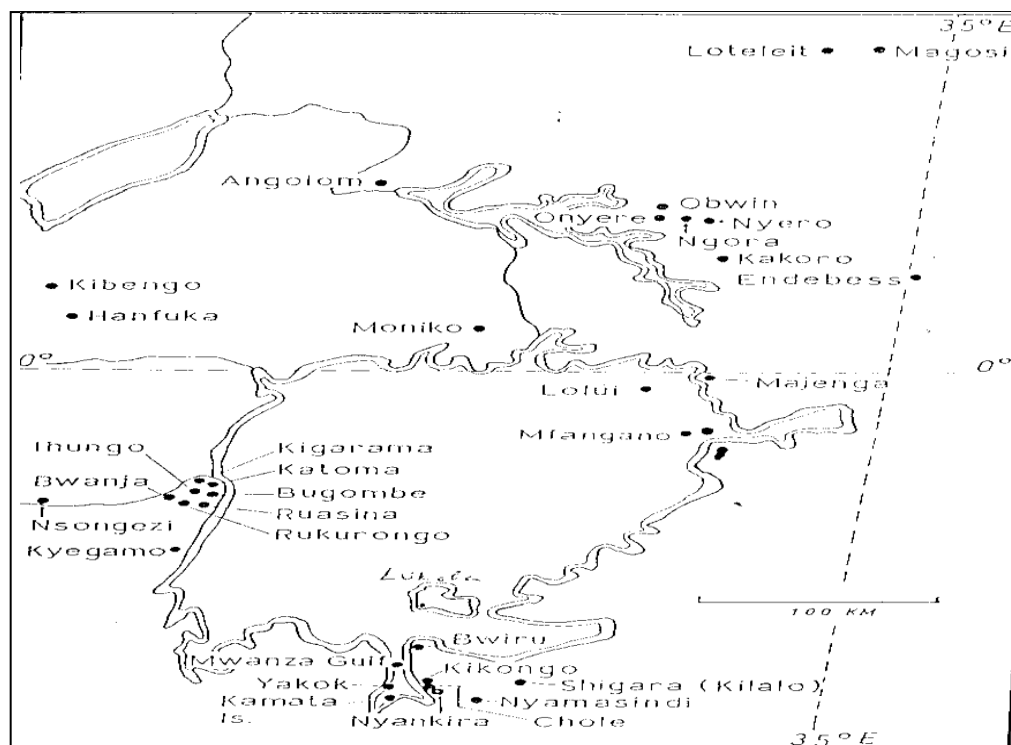 35°E
Loteleit
Magosi
Angolom
Obwin
Onyere
Nyero
Ngora
Kakoro
Endebess
Kibengo
Hanfuka
Moniko
0°
0°
Lolui
Majenga
Mfangano
Ihungo
Kigarama
Katoma
Bwanja
Bugombe
Ruasina
Nsongezi
Rukurongo
Kyegamo
100 KM
Bwiru
Mwanza Gulf
Kikongo
Yakok
Shigara (Kilalo)
Kamata
Is.
Nyamasindi
Nyankira
Chole
35°E